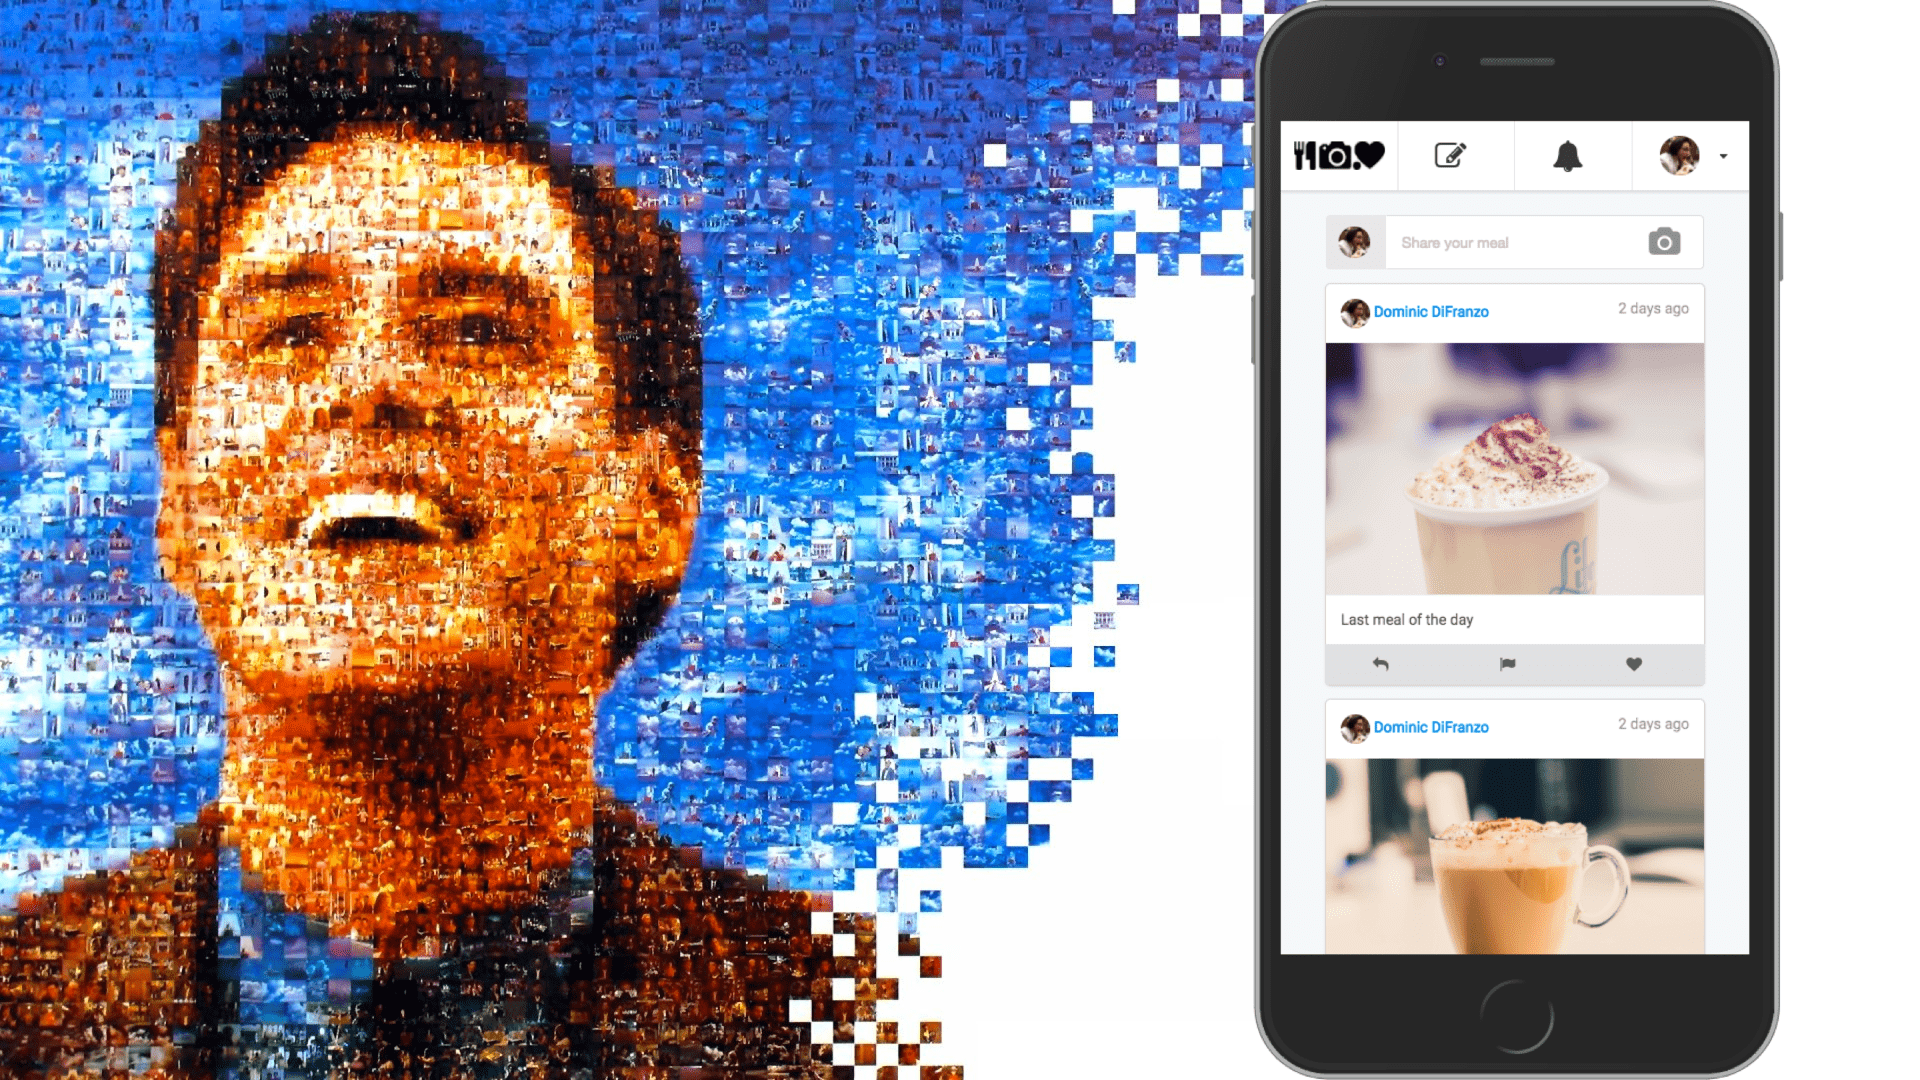 Share your meal
Dominic DiFranzo
2 days ago
Last meal of the day
Dominic DiFranzo
2 days ago